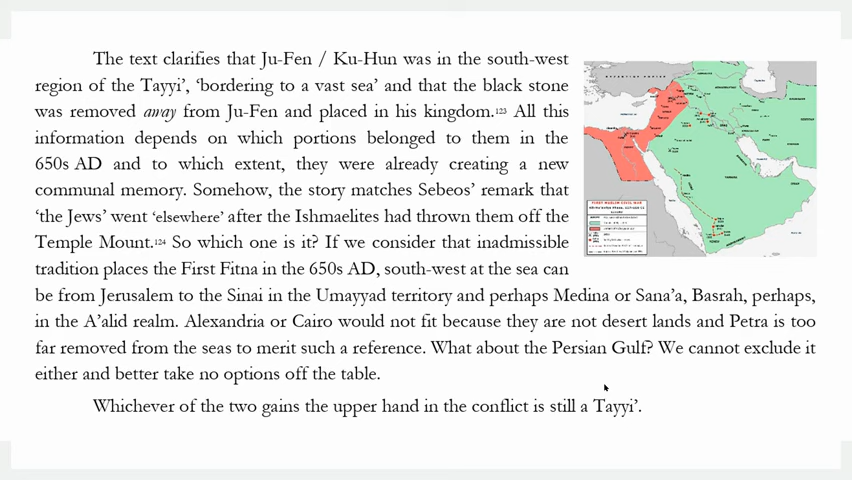 The text clarifies that Ju-Fen / Ku-Hun was in the south-west
region of the Tayyi’, ‘bordering to a vast sea’ and that the black stone
was removed away from Ju-Fen and placed in his kingdom.123 All this
information depends on which portions belonged to them in the
650s AD and to which extent, they were already creating a new
communal memory. Somehow, the story matches Sebeos’ remark that
‘the Jews’ went ‘elsewhere’ after the Ishmaelites had thrown them off the
Temple Mount.124 So which one is it? If we consider that inadmissible
tradition places the First Fitna in the 650s AD, south-west at the sea can
be from Jerusalem to the Sinai in the Umayyad territory and perhaps Medina or Sana’a, Basrah, perhaps,
in the A’alid realm. Alexandria or Cairo would not fit because they are not desert lands and Petra is too
far removed from the seas to merit such a reference. What about the Persian Gulf? We cannot exclude it
either and better take no options off the table.
Whichever of the two gains the upper hand in the conflict is still a Tayyi’.
FIRST MUSLIM CIVIL WAR